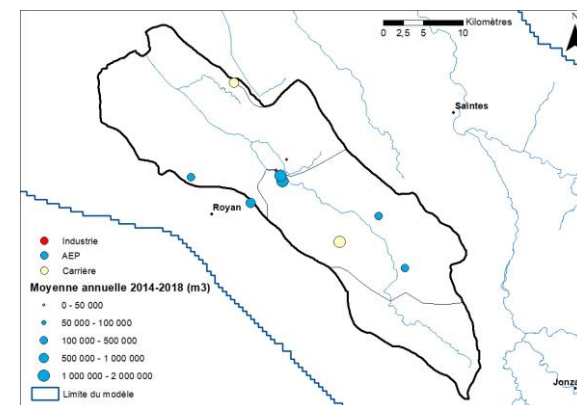 Kilomètres
0 2,5 5 10
N
Saintes
Royan
Industrie
AEP
Carrière
Moyenne annuelle 2014-2018 (m3)
0 - 50 000
50 000 - 100 000
100 000 - 500 000
500 000 - 1 000 000
1 000 000 - 2 000 000
Limite du modèle
Jonza